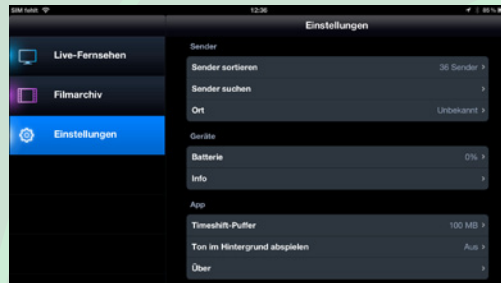 SIM fehlt 12:36 85 %
Einstellungen
Live-Fernsehen
Filmarchiv
Einstellungen
Sender
Sender sortieren 36 Sender
Sender suchen
Ort Unbekannt
Geräte
Batterie 0%
Info
App
Timeshift-Puffer 100 MB
Ton im Hintergrund abspielen Aus
Über